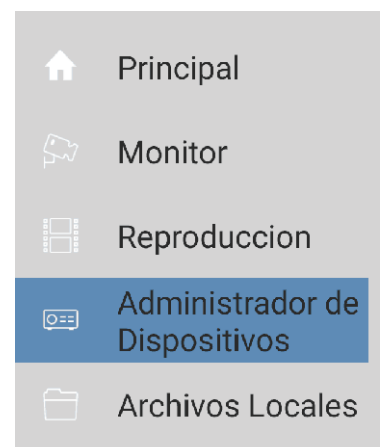 Principal
Monitor
Reproduccion
Administrador de
Dispositivos
Archivos Locales